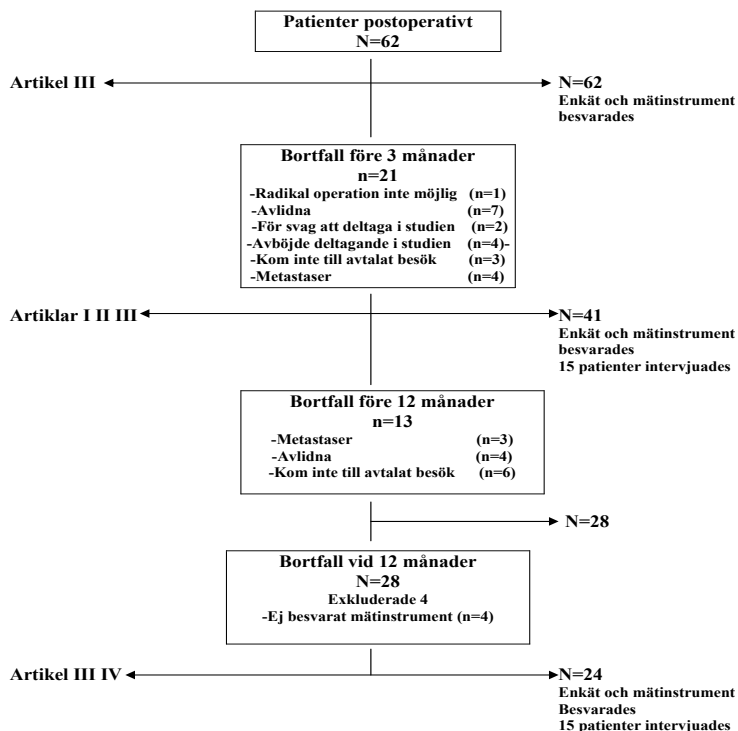 Patienter postoperativt
N=62
Artikel III
N=62
Enkät och mätinstrument
besvarades
Bortfall före 3 månader
n=21
-Radikal operation inte möjlig (n=1)
-Avlidna (n=7)
-För svag att deltaga i studien (n=2)
-Avböjde deltagande i studien (n=4)-
-Kom inte till avtalat besök (n=3)
-Metastaser (n=4)
Artiklar I II III
N=41
Enkät och mätinstrument
besvarades
15 patienter intervjuades
Bortfall före 12 månader
n=13
-Metastaser (n=3)
-Avlidna (n=4)
-Kom inte till avtalat besök (n=6)
N=28
Bortfall vid 12 månader
N=28
Exkluderade 4
-Ej besvarat mätinstrument (n=4)
Artikel III IV
N=24
Enkät och mätinstrument
Besvarades
15 patienter intervjuades